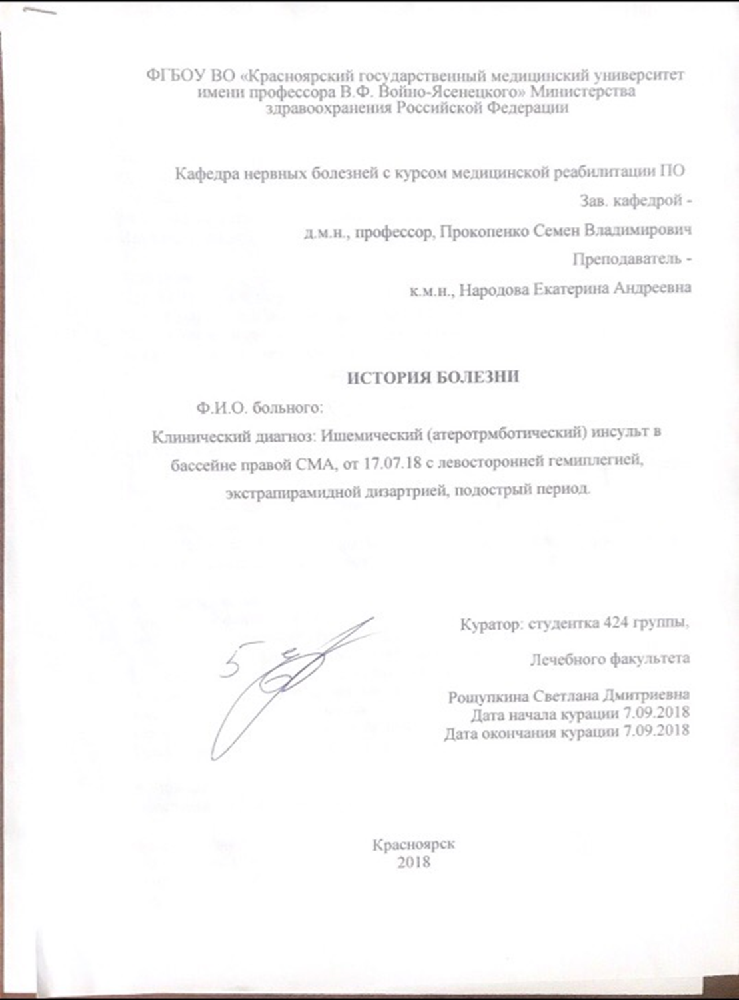 ФГБОУ ВО «Красноярский государственный медицинский университет
имени профессора В.Ф. Войно-Ясенецкого» Министерства
здравоохранения Российской Федерации
Кафедра нервных болезней с курсом медицинской реабилитации ПО
Зав. кафедрой -
д.м.н., профессор, Прокопенко Семен Владимирович
Преподаватель -
к.м.н., Народова Екатерина Андреевна
ИСТОРИЯ БОЛЕЗНИ
Ф.И.О. больного:
Клинический диагноз: Ишемический (атеротрмботический) инсульт в
бассейне правой СМА, от 17.07.18 с левосторонней гемиплегией,
экстрапирамидной дизартрией, подострый период.
Куратор: студентка 424 группы,
5
Лечебного факультета
Рощупкина Светлана Дмитриевна
Дата начала курации 7.09.2018
Дата окончания курации 7.09.2018
Красноярск
2018